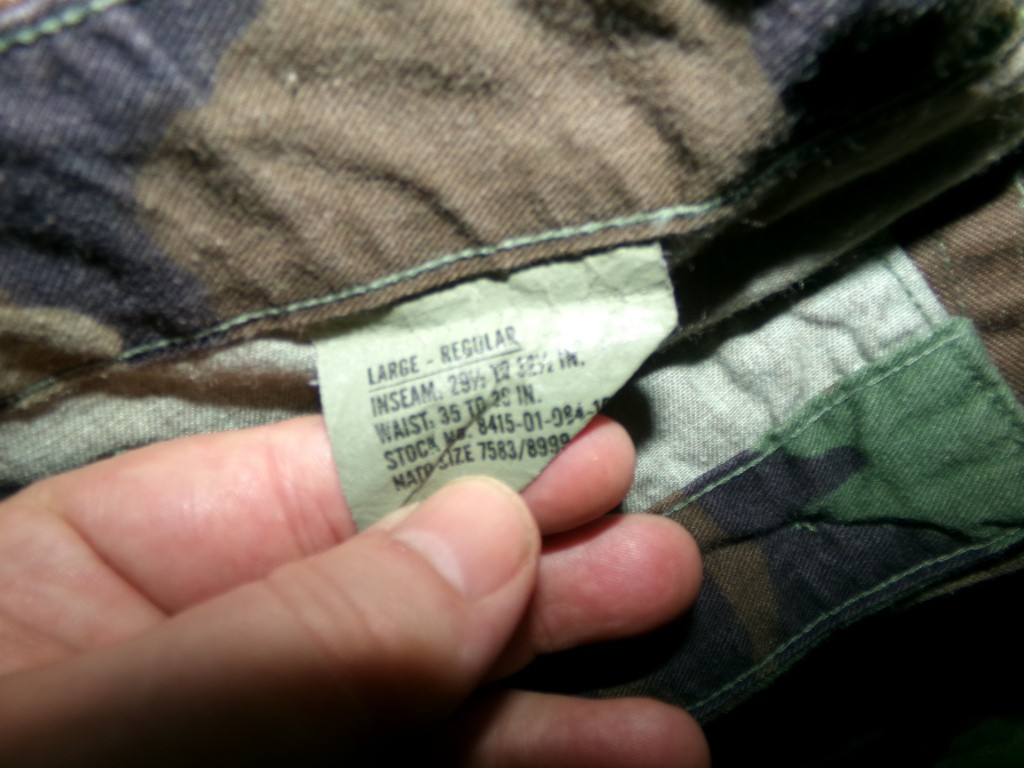 LARGE - REGULAR
INSEAM. 29½ TO 32½ IN.
WAIST. 35 TO 39 IN.
STOCK NO. 8415-01-084-1
NATO SIZE 7583/8999